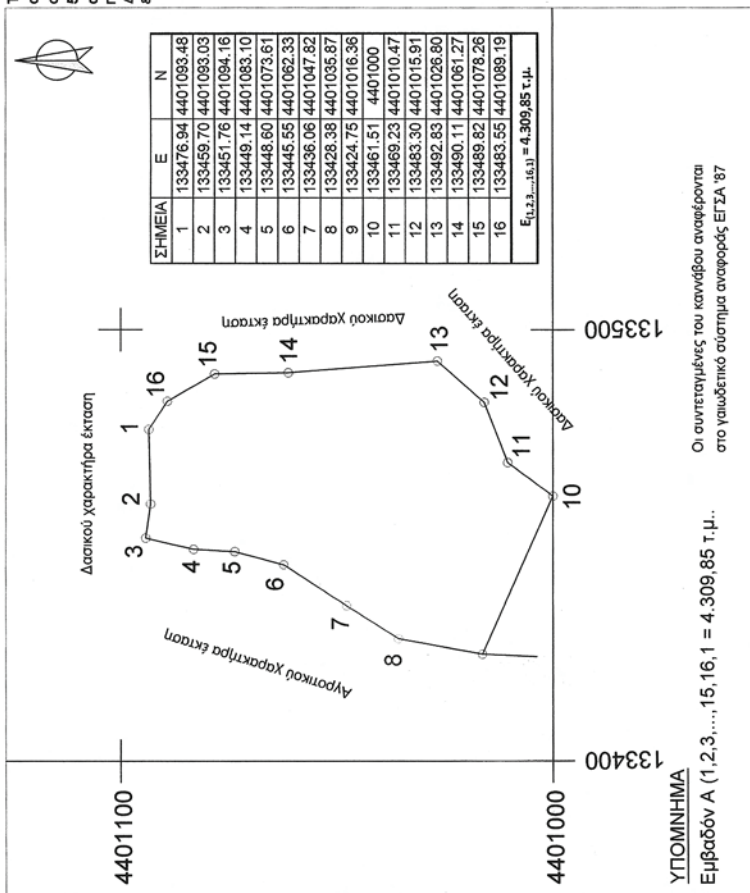 ΣΗΜΕΙΑ E N
1 133476.94 4401093.48
2 133459.70 4401093.03
3 133451.76 4401094.16
4 133449.14 4401083.10
5 133448.60 4401073.61
6 133445.55 4401062.33
7 133436.06 4401047.82
8 133428.38 4401035.87
9 133424.75 4401016.36
10 133461.51 4401000
11 133469.23 4401010.47
12 133483.30 4401015.91
13 133492.83 4401026.80
14 133490.11 4401061.27
15 133489.82 4401078.26
16 133483.55 4401089.19
E(1,2,3,...,16,1) = 4.309,85 τ.μ.
Δασικού χαρακτήρα έκταση
Δασικού χαρακτήρα έκταση
Δασικού χαρακτήρα έκταση
Αγροτικού χαρακτήρα έκταση
1
2
3
4
5
6
7
8
10
11
12
13
14
15
16
4401100
4401000
133400
133500
ΥΠΟΜΝΗΜΑ
Εμβαδόν Α (1,2,3,...,15,16,1 = 4.309,85 τ.μ..
Οι συντεταγμένες του καννάβου αναφέρονται
στο γαιωδετικό σύστημα αναφοράς ΕΓΣΑ '87